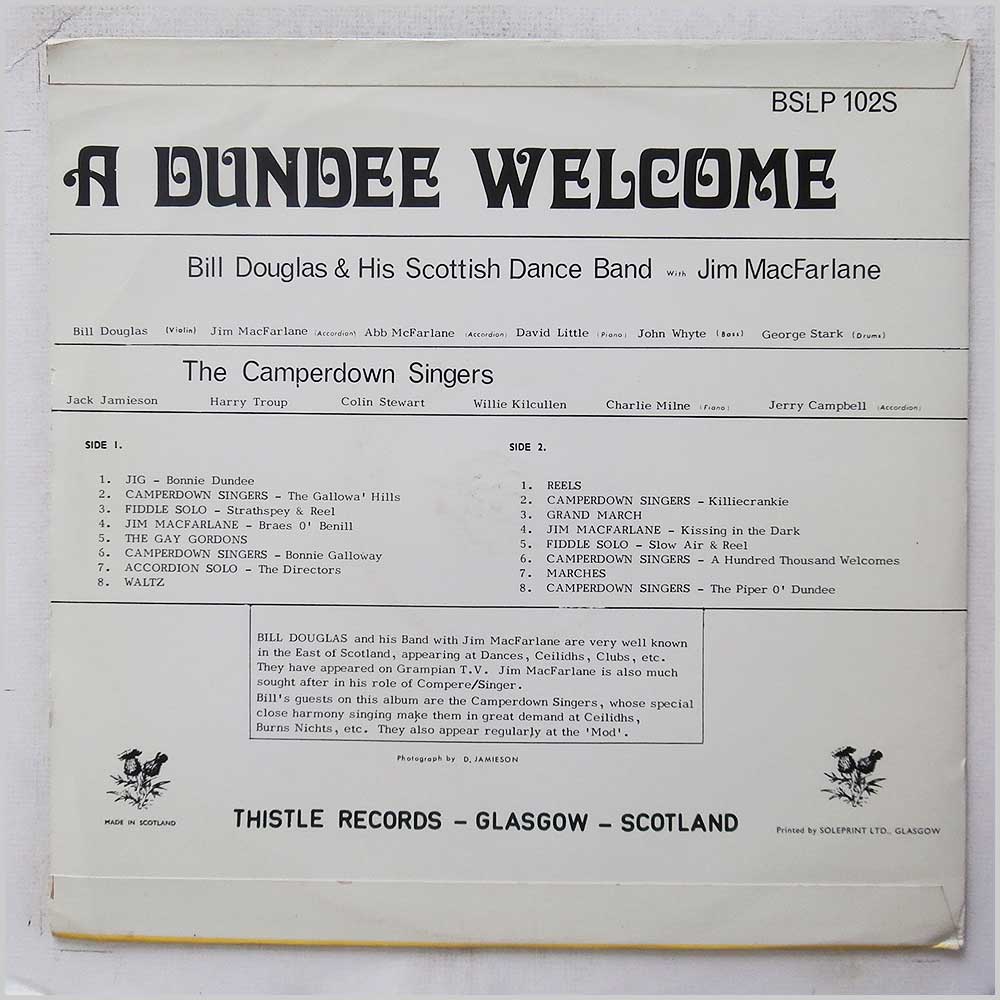 BSLP 102S
A DUNDEE WELCOME
Bill Douglas & His Scottish Dance Band With Jim MacFarlane
Bill Douglas (Violin) Jim MacFarlane (Accordion) Abb McFarlane (Accordion) David Little (Piano) John Whyte (Bass) George Stark (Drums)
The Camperdown Singers
Jack Jamieson Harry Troup Colin Stewart Willie Kilcullen Charlie Milne (Piano) Jerry Campbell (Accordion)
SIDE 1.
1. JIG - Bonnie Dundee
2. CAMPERDOWN SINGERS - The Gallowa' Hills
3. FIDDLE SOLO - Strathspey & Reel
4. JIM MACFARLANE - Braes O' Benill
5. THE GAY GORDONS
6. CAMPERDOWN SINGERS - Bonnie Galloway
7. ACCORDION SOLO - The Directors
8. WALTZ
SIDE 2.
1. REELS
2. CAMPERDOWN SINGERS - Killiecrankie
3. GRAND MARCH
4. JIM MACFARLANE - Kissing in the Dark
5. FIDDLE SOLO - Slow Air & Reel
6. CAMPERDOWN SINGERS - A Hundred Thousand Welcomes
7. MARCHES
8. CAMPERDOWN SINGERS - The Piper O' Dundee
BILL DOUGLAS and his Band with Jim MacFarlane are very well known
in the East of Scotland, appearing at Dances, Ceilidhs, Clubs, etc.
They have appeared on Grampian T.V. Jim MacFarlane is also much
sought after in his role of Compere/Singer.
Bill's guests on this album are the Camperdown Singers, whose special
close harmony singing make them in great demand at Ceilidhs,
Burns Nichts, etc. They also appear regularly at the 'Mod'.
Photograph by D. JAMIESON
MADE IN SCOTLAND
THISTLE RECORDS - GLASGOW - SCOTLAND
Printed by SOLEPRINT LTD., GLASGOW